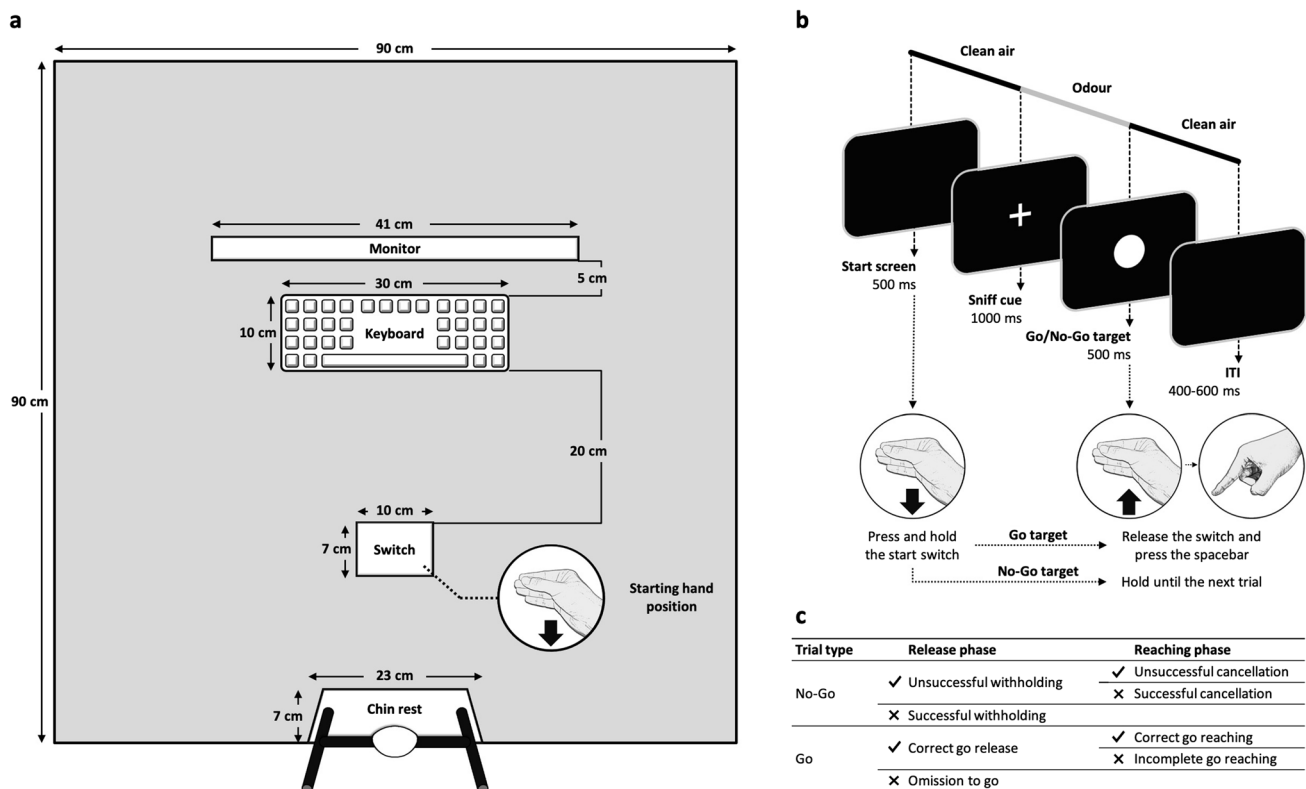 a
90 cm
90 cm
41 cm
Monitor
5 cm
30 cm
10 cm
Keyboard
20 cm
10 cm
7 cm
Switch
Starting hand
position
23 cm
7 cm
Chin rest
b
Clean air
Odour
Clean air
Start screen
500 ms
Sniff cue
1000 ms
Go/No-Go target
500 ms
ITI
400-600 ms
Press and hold
the start switch
Go target
Release the switch and
press the spacebar
No-Go target
Hold until the next trial
c
Trial type Release phase Reaching phase
No-Go
✓ Unsuccessful withholding
✓ Unsuccessful cancellation
✕ Successful cancellation
✕ Successful withholding
Go
✓ Correct go release
✓ Correct go reaching
✕ Incomplete go reaching
✕ Omission to go